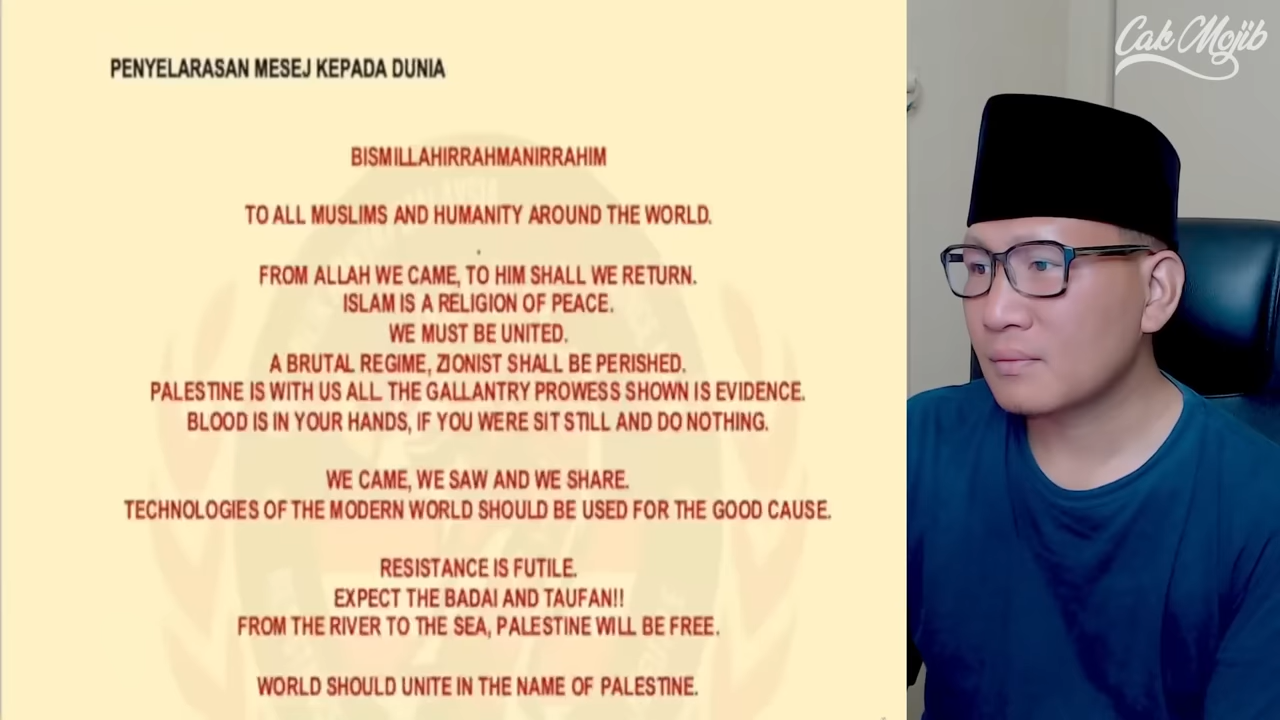 PENYELARASAN MESEJ KEPADA DUNIA
BISMILLAHIRRAHMANIRRAHIM
TO ALL MUSLIMS AND HUMANITY AROUND THE WORLD.
FROM ALLAH WE CAME, TO HIM SHALL WE RETURN.
ISLAM IS A RELIGION OF PEACE.
WE MUST BE UNITED.
A BRUTAL REGIME, ZIONIST SHALL BE PERISHED.
PALESTINE IS WITH US ALL. THE GALLANTRY PROWESS SHOWN IS EVIDENCE.
BLOOD IS IN YOUR HANDS, IF YOU WERE SIT STILL AND DO NOTHING.
WE CAME, WE SAW AND WE SHARE.
TECHNOLOGIES OF THE MODERN WORLD SHOULD BE USED FOR THE GOOD CAUSE.
RESISTANCE IS FUTILE.
EXPECT THE BADAI AND TAUFAN!!
FROM THE RIVER TO THE SEA, PALESTINE WILL BE FREE.
WORLD SHOULD UNITE IN THE NAME OF PALESTINE.
Cak Mojib